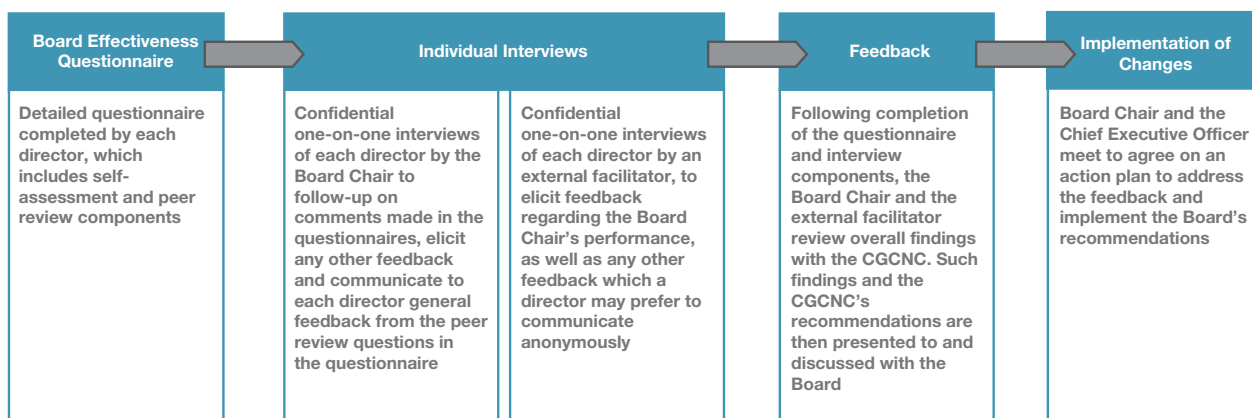 Board Effectiveness
Questionnaire
Detailed questionnaire
completed by each
director, which
includes self-
assessment and peer
review components
Individual Interviews
Confidential
one-on-one interviews
of each director by the
Board Chair to
follow-up on
comments made in the
questionnaires, elicit
any other feedback
and communicate to
each director general
feedback from the peer
review questions in
the questionnaire
Confidential
one-on-one interviews
of each director by an
external facilitator, to
elicit feedback
regarding the Board
Chair’s performance,
as well as any other
feedback which a
director may prefer to
communicate
anonymously
Feedback
Following completion
of the questionnaire
and interview
components, the
Board Chair and the
external facilitator
review overall findings
with the CGCNC. Such
findings and the
CGCNC’s
recommendations are
then presented to and
discussed with the
Board
Implementation of
Changes
Board Chair and the
Chief Executive Officer
meet to agree on an
action plan to address
the feedback and
implement the Board’s
recommendations